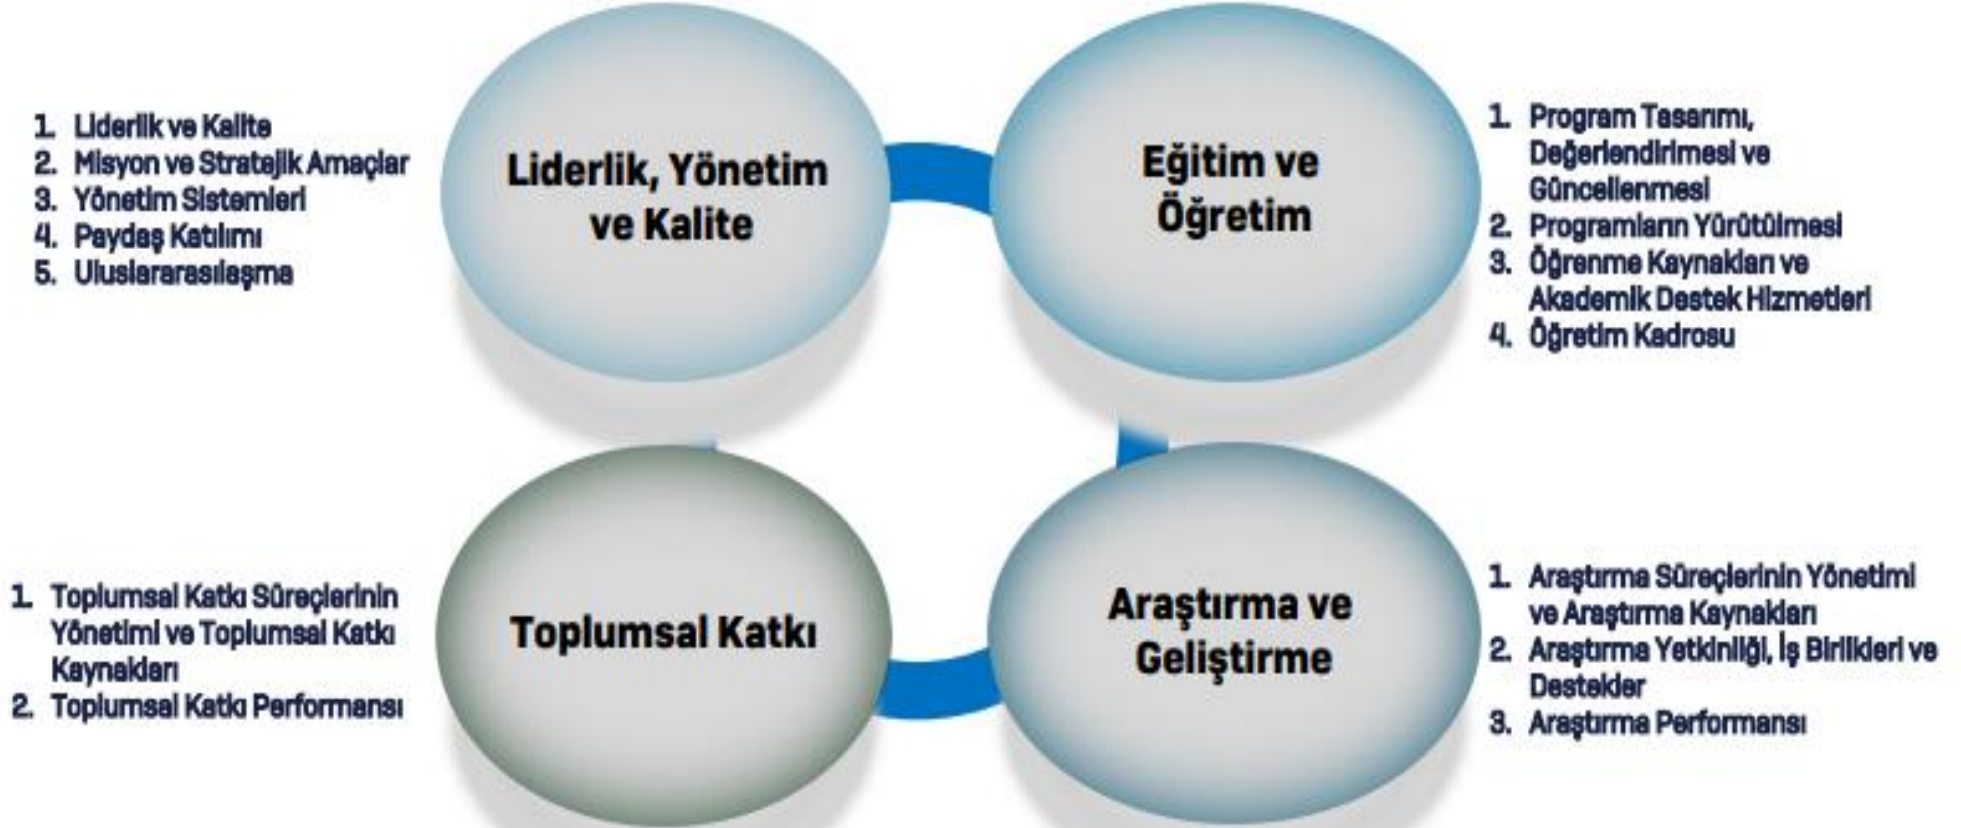 1. Liderlik ve Kalite
2. Misyon ve Stratejik Amaçlar
3. Yönetim Sistemleri
4. Paydaş Katılımı
5. Uluslararasılaşma
Liderlik, Yönetim
ve Kalite
Eğitim ve
Öğretim
1. Program Tasarımı,
Değerlendirilmesi ve
Güncellenmesi
2. Programların Yürütülmesi
3. Öğrenme Kaynakları ve
Akademik Destek Hizmetleri
4. Öğretim Kadrosu
1. Toplumsal Katkı Süreçlerinin
Yönetimi ve Toplumsal Katkı
Kaynakları
2. Toplumsal Katkı Performansı
Toplumsal Katkı
Araştırma ve
Geliştirme
1. Araştırma Süreçlerinin Yönetimi
ve Araştırma Kaynakları
2. Araştırma Yetkinliği, İş Birlikleri ve
Destekler
3. Araştırma Performansı